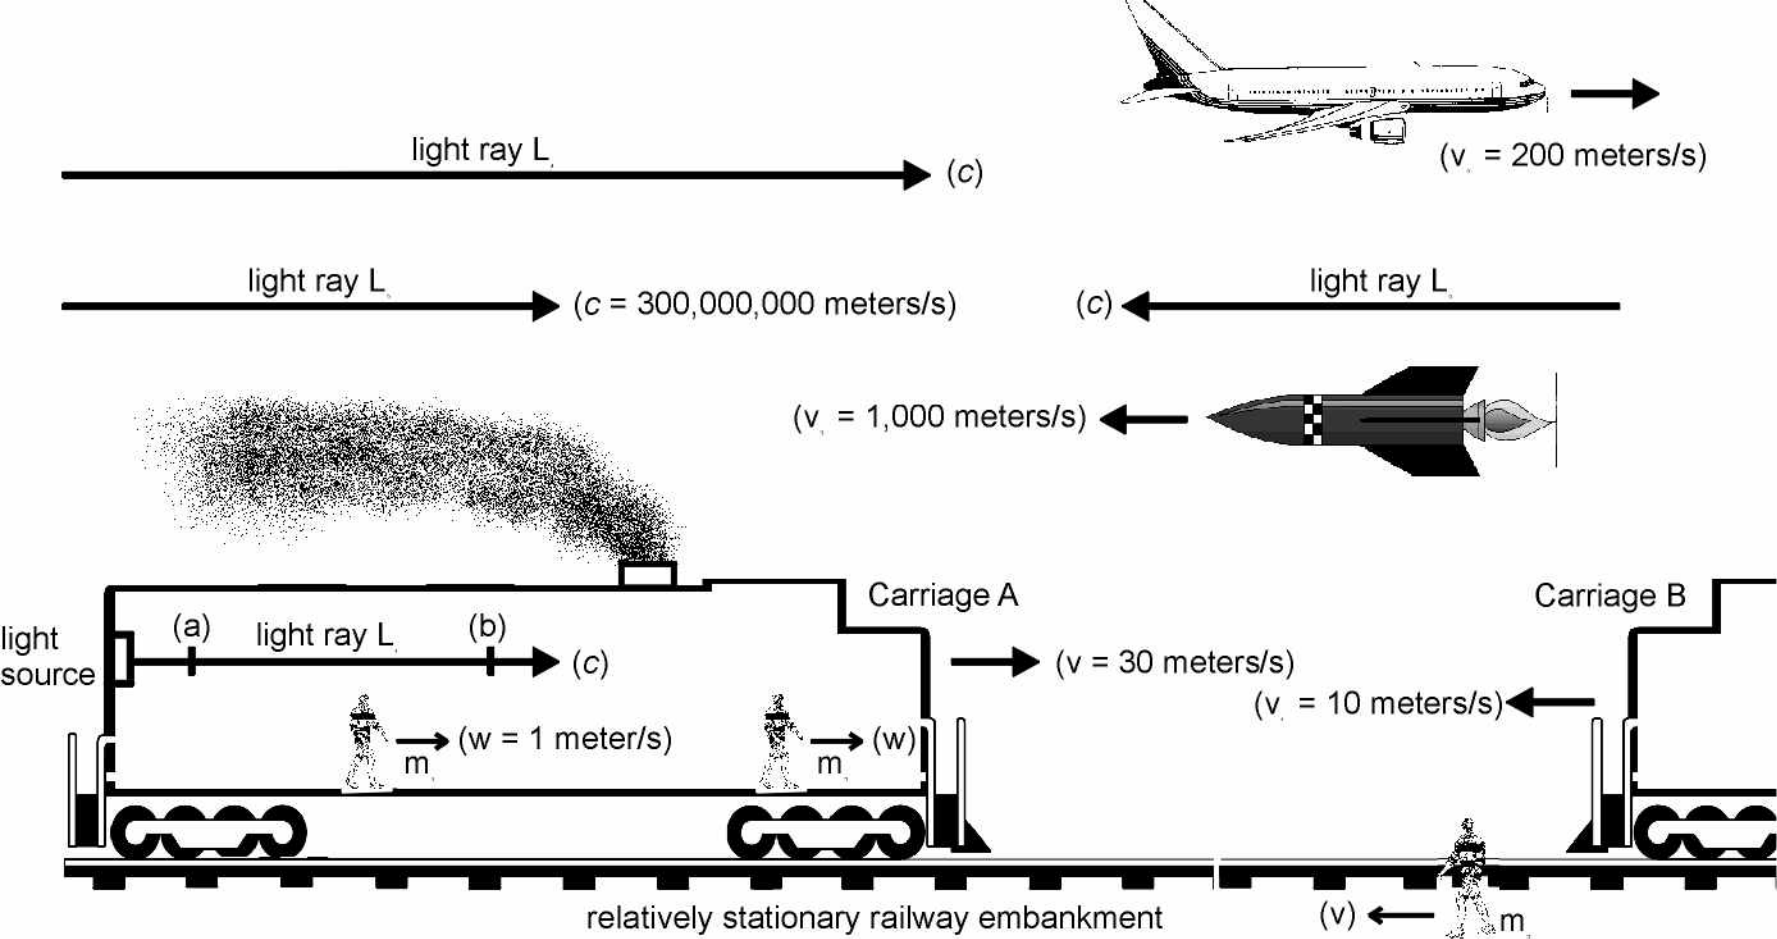 light ray L
(c)
(v = 200 meters/s)
light ray L
(c = 300,000,000 meters/s)
(c)
light ray L
(v = 1,000 meters/s)
Carriage A
Carriage B
light
source
(a)
light ray L
(b)
(c)
(v = 30 meters/s)
(v = 10 meters/s)
(w = 1 meter/s)
m
(w)
m
relatively stationary railway embankment
(v)
m